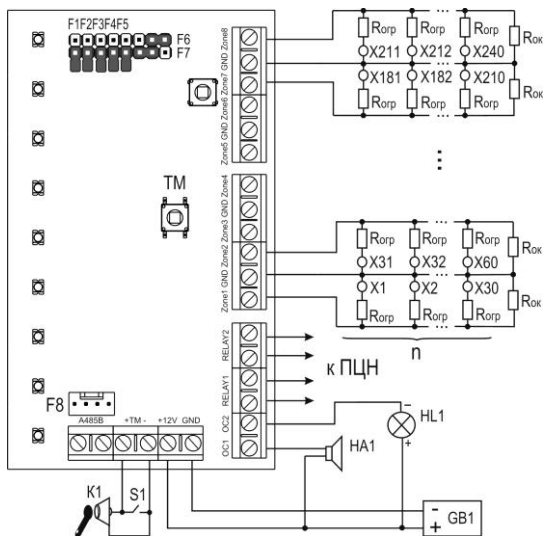 F1F2F3F4F5
F6
F7
Zone5 GND Zone6 Zone7 GND Zone8
Rогр Rогр Rогр Rок
X211 X212 X240
X181 X182 X210
Rогр Rогр Rогр Rок
TM
Zone1 GND Zone2 Zone3 GND Zone4
Rогр Rогр Rогр Rок
X31 X32 X60
X1 X2 X30
Rогр Rогр Rогр Rок
n
RELAY1 RELAY2
к ПЦН
F8
A485B +TM - +12V GND
OC1 OC2
HL1
HA1
K1 S1
GB1
- +
- +